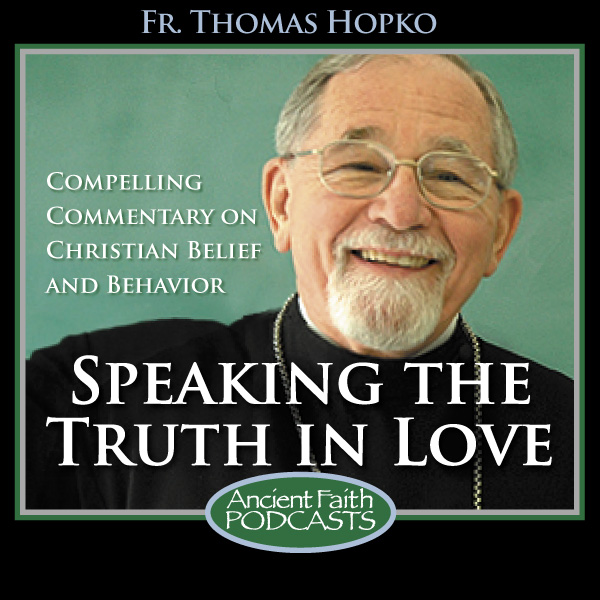 Fr. Thomas Hopko
Compelling
Commentary on
Christian Belief
and Behavior
Speaking the
Truth in Love
Ancient Faith
PODCASTS